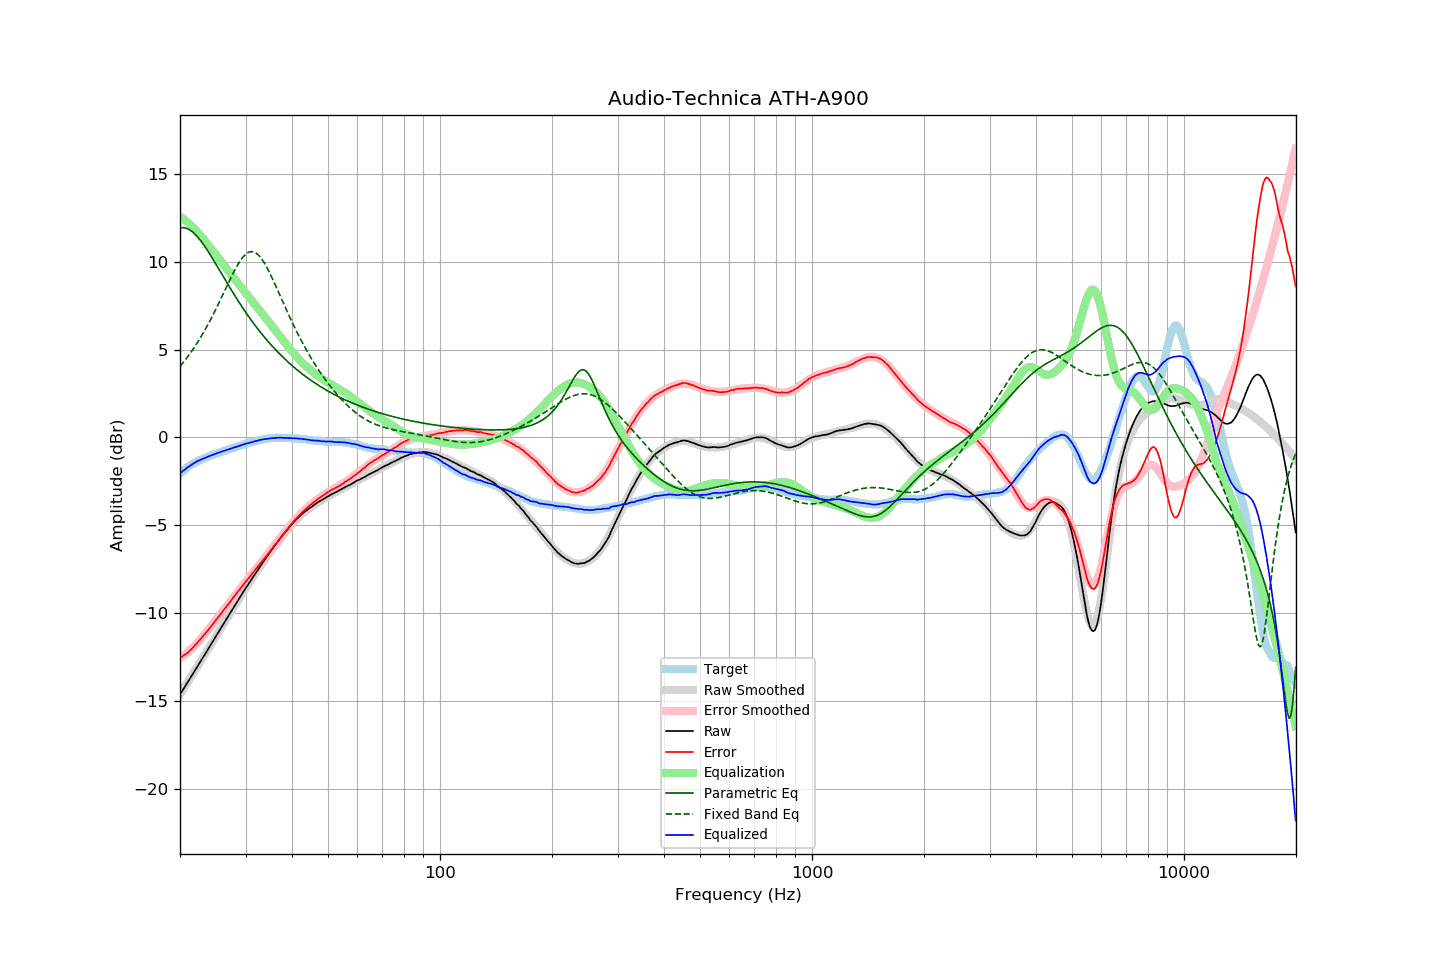 Audio-Technica ATH-A900
Amplitude (dBr)
15
10
5
0
−5
−10
−15
−20
100
1000
10000
Frequency (Hz)
Target
Raw Smoothed
Error Smoothed
Raw
Error
Equalization
Parametric Eq
Fixed Band Eq
Equalized